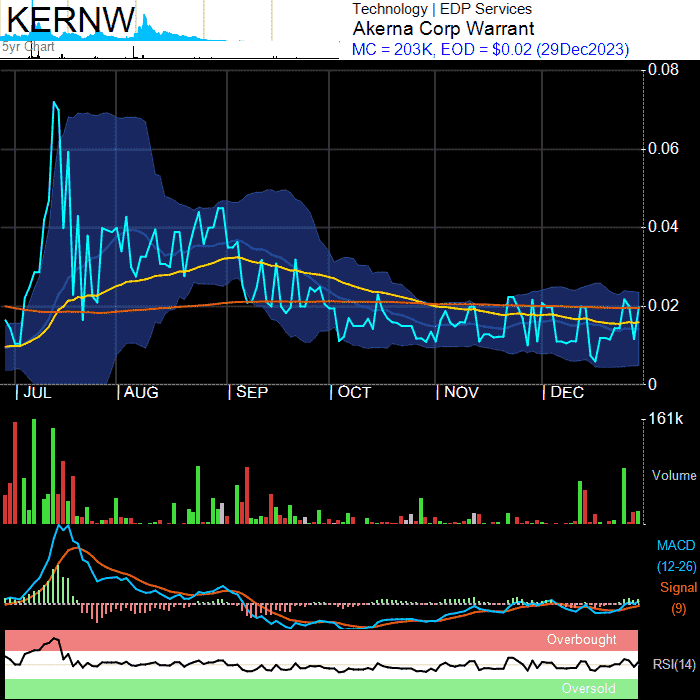 KERNW
5yr Chart
Technology | EDP Services
Akerna Corp Warrant
MC = 203K, EOD = $0.02 (29Dec2023)
0.08
0.06
0.04
0.02
0
JUL AUG SEP OCT NOV DEC
161k
Volume
MACD
(12-26)
Signal
(9)
Overbought
RSI(14)
Oversold